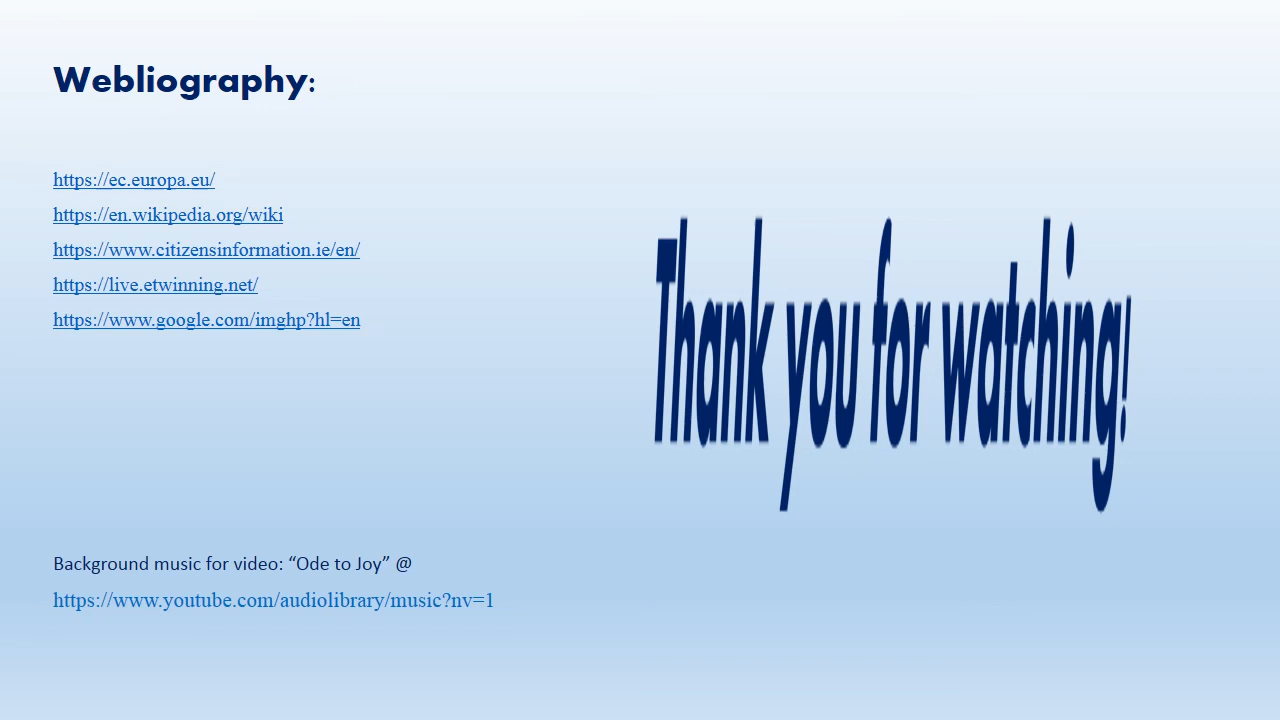 Webliography:
https://ec.europa.eu/
https://en.wikipedia.org/wiki
https://www.citizensinformation.ie/en/
https://live.etwinning.net/
https://www.google.com/imghp?hl=en
Thank you for watching!
Background music for video: “Ode to Joy” @
https://www.youtube.com/audiolibrary/music?nv=1